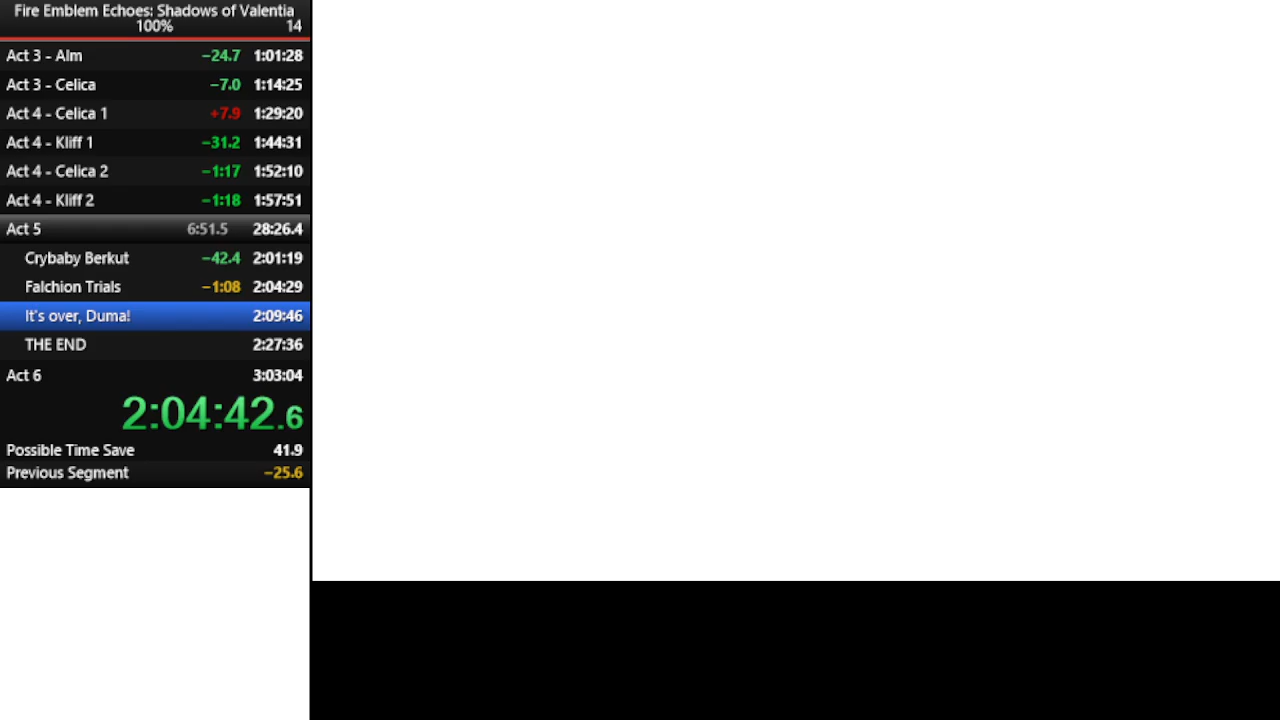 Fire Emblem Echoes: Shadows of Valentia
100% 14
Act 3 - Alm −24.7 1:01:28
Act 3 - Celica −7.0 1:14:25
Act 4 - Celica 1 +7.9 1:29:20
Act 4 - Kliff 1 −31.2 1:44:31
Act 4 - Celica 2 −1:17 1:52:10
Act 4 - Kliff 2 −1:18 1:57:51
Act 5 6:51.5 28:26.4
Crybaby Berkut −42.4 2:01:19
Falchion Trials −1:08 2:04:29
It's over, Duma! 2:09:46
THE END 2:27:36
Act 6 3:03:04
2:04:42.6
Possible Time Save 41.9
Previous Segment −25.6